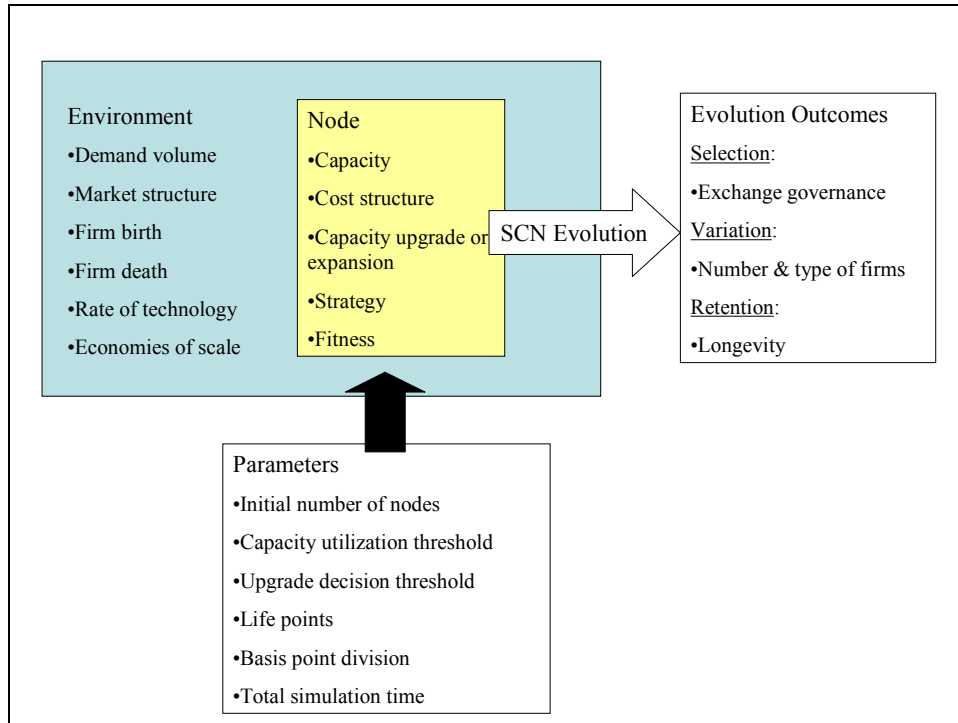 Environment
•Demand volume
•Market structure
•Firm birth
•Firm death
•Rate of technology
•Economies of scale
Node
•Capacity
•Cost structure
•Capacity upgrade or
expansion
•Strategy
•Fitness
SCN Evolution
Evolution Outcomes
Selection:
•Exchange governance
Variation:
•Number & type of firms
Retention:
•Longevity
Parameters
•Initial number of nodes
•Capacity utilization threshold
•Upgrade decision threshold
•Life points
•Basis point division
•Total simulation time